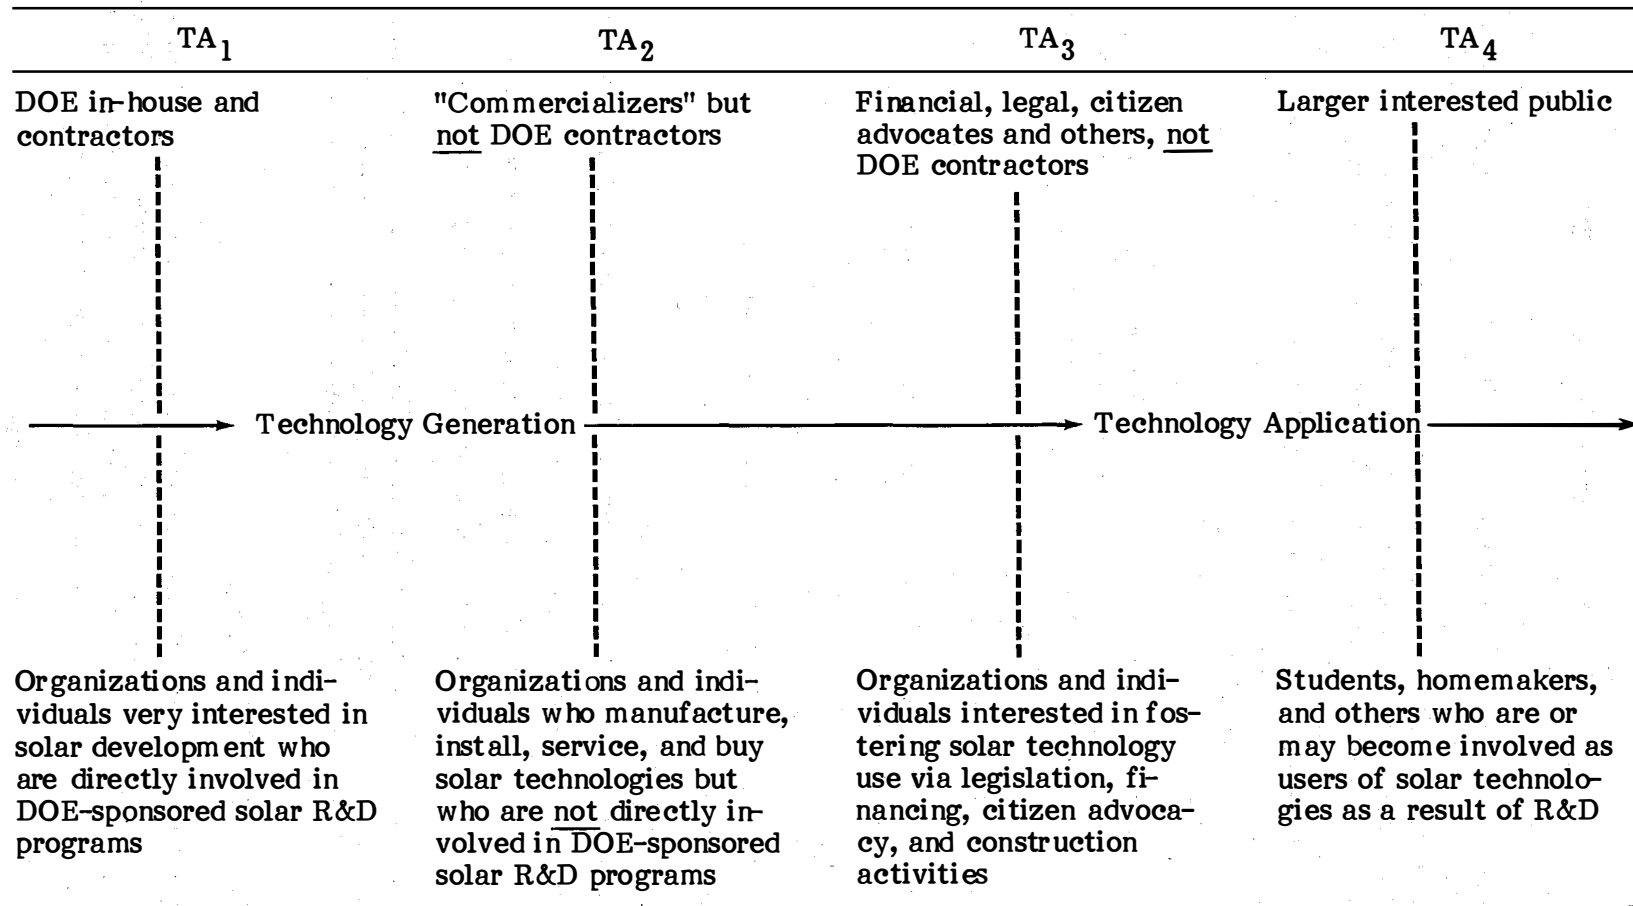 TA1
TA2
TA3
TA4
DOE in-house and
contractors
"Commercializers" but
not DOE contractors
Financial, legal, citizen
advocates and others, not
DOE contractors
Larger interested public
Technology Generation
Technology Application
Organizations and indi-
viduals very interested in
solar development who
are directly involved in
DOE-sponsored solar R&D
programs
Organizations and indi-
viduals who manufacture,
install, service, and buy
solar technologies but
who are not directly in-
volved in DOE-sponsored
solar R&D programs
Organizations and indi-
viduals interested in fos-
tering solar technology
use via legislation, fi-
nancing, citizen advoca-
cy, and construction
activities
Students, homemakers,
and others who are or
may become involved as
users of solar technolo-
gies as a result of R&D